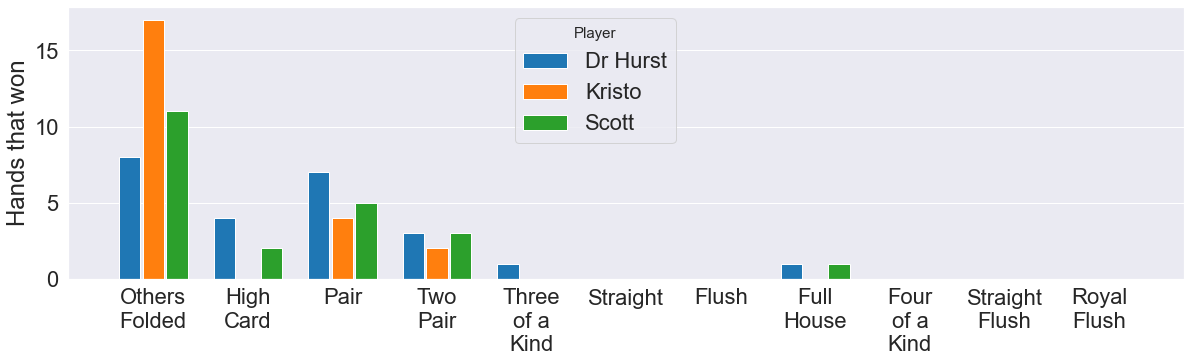 Player
Dr Hurst
Kristo
Scott
Hands that won
15
10
5
0
Others
Folded
High
Card
Pair
Two
Pair
Three
of a
Kind
Straight
Flush
Full
House
Four
of a
Kind
Straight
Flush
Royal
Flush